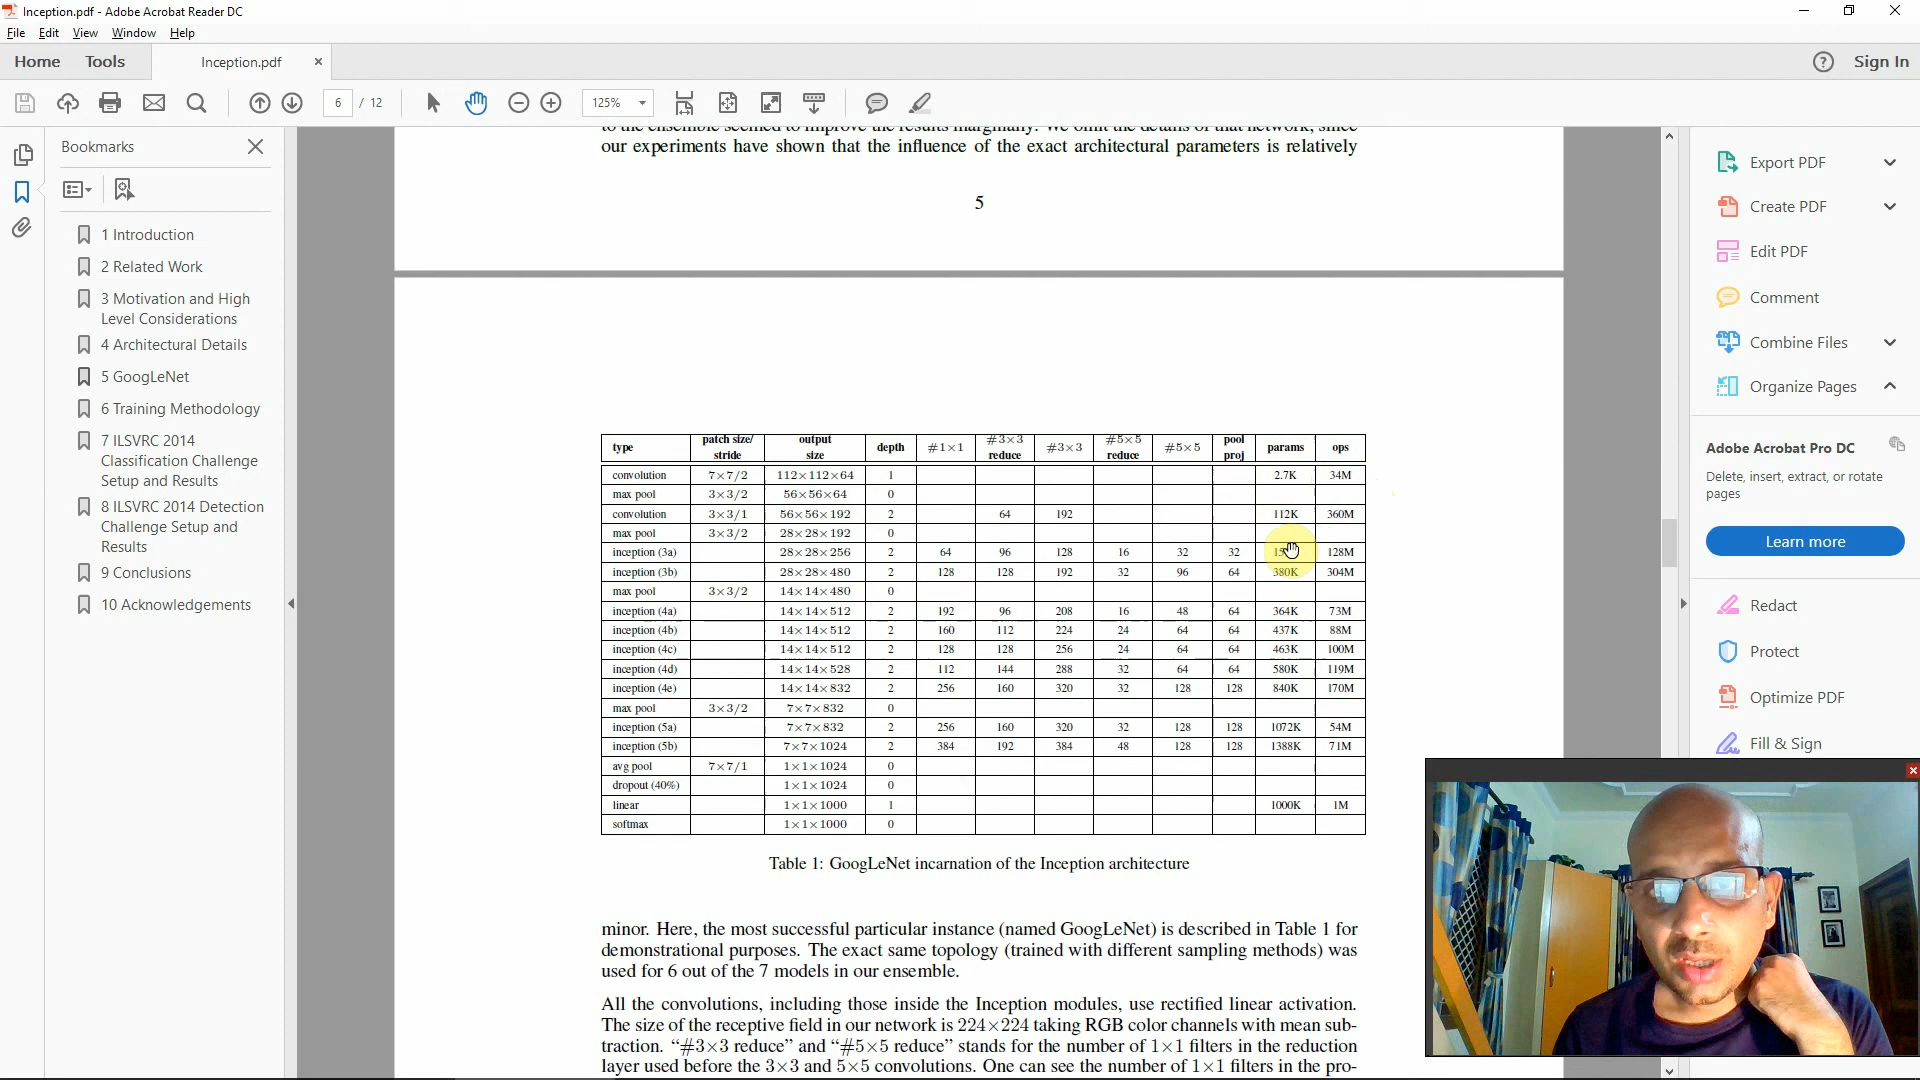 Inception.pdf - Adobe Acrobat Reader DC
File Edit View Window Help
Home Tools Inception.pdf Sign In
6 / 12 125%
Bookmarks
1 Introduction
2 Related Work
3 Motivation and High
Level Considerations
4 Architectural Details
5 GoogLeNet
6 Training Methodology
7 ILSVRC 2014
Classification Challenge
Setup and Results
8 ILSVRC 2014 Detection
Challenge Setup and
Results
9 Conclusions
10 Acknowledgements
to the ensemble seemed to improve the results marginally. We omit the details of that network, since
our experiments have shown that the influence of the exact architectural parameters is relatively
5
type patch size/ stride output size depth #1×1 #3×3 reduce #3×3 #5×5 reduce #5×5 pool proj params ops
convolution 7×7/2 112×112×64 1 2.7K 34M
max pool 3×3/2 56×56×64 0
convolution 3×3/1 56×56×192 2 64 192 112K 360M
max pool 3×3/2 28×28×192 0
inception (3a) 28×28×256 2 64 96 128 16 32 32 128M
inception (3b) 28×28×480 2 128 128 192 32 96 64 380K 304M
max pool 3×3/2 14×14×480 0
inception (4a) 14×14×512 2 192 96 208 16 48 64 364K 73M
inception (4b) 14×14×512 2 160 112 224 24 64 64 437K 88M
inception (4c) 14×14×512 2 128 128 256 24 64 64 463K 100M
inception (4d) 14×14×528 2 112 144 288 32 64 64 580K 119M
inception (4e) 14×14×832 2 256 160 320 32 128 128 840K 170M
max pool 3×3/2 7×7×832 0
inception (5a) 7×7×832 2 256 160 320 32 128 128 1072K 54M
inception (5b) 7×7×1024 2 384 192 384 48 128 128 1388K 71M
avg pool 7×7/1 1×1×1024 0
dropout (40%) 1×1×1024 0
linear 1×1×1000 1 1000K 1M
softmax 1×1×1000 0
Table 1: GoogLeNet incarnation of the Inception architecture
minor. Here, the most successful particular instance (named GoogLeNet) is described in Table 1 for
demonstrational purposes. The exact same topology (trained with different sampling methods) was
used for 6 out of the 7 models in our ensemble.
All the convolutions, including those inside the Inception modules, use rectified linear activation.
The size of the receptive field in our network is 224×224 taking RGB color channels with mean sub-
traction. “#3×3 reduce” and “#5×5 reduce” stands for the number of 1×1 filters in the reduction
layer used before the 3×3 and 5×5 convolutions. One can see the number of 1×1 filters in the pro-
Export PDF
Create PDF
Edit PDF
Comment
Combine Files
Organize Pages
Adobe Acrobat Pro DC
Delete, insert, extract, or rotate
pages
Learn more
Redact
Protect
Optimize PDF
Fill & Sign